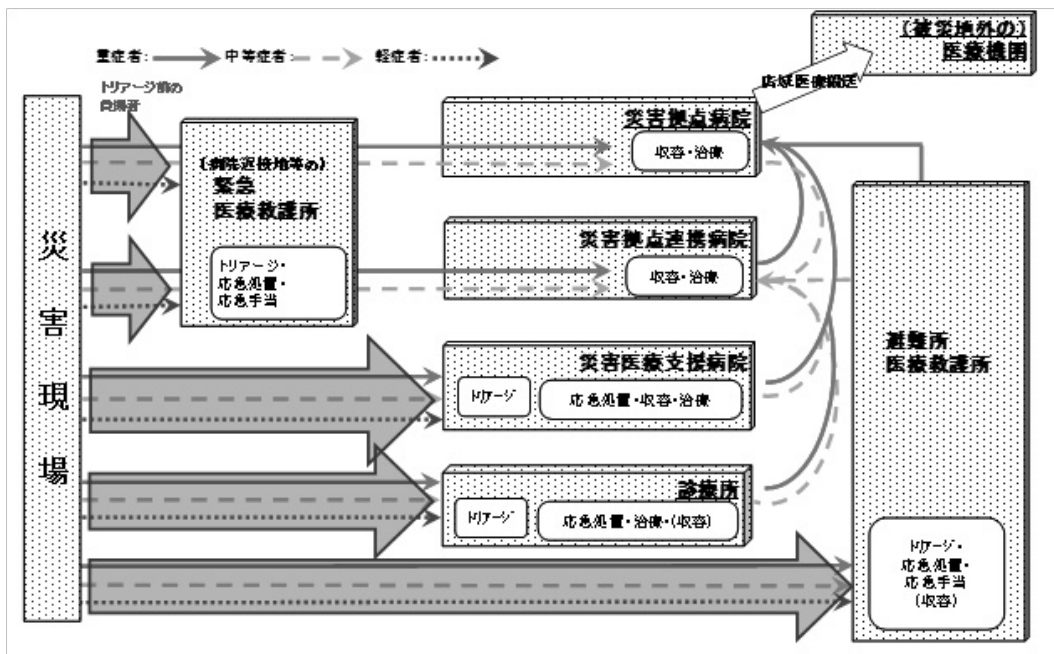 重症者: 中等症者: 軽症者:
トリアージ前の
負傷者
災害現場
(病院近接地等の)
緊急
医療救護所
トリアージ・
応急処置・
応急手当
災害拠点病院
収容・治療
広域医療搬送
(被災地外の)
医療機関
災害拠点連携病院
収容・治療
災害医療支援病院
トリアージ
応急処置・収容・治療
診療所
トリアージ
応急処置・治療・(収容)
避難所
医療救護所
トリアージ・
応急処置・
応急手当
(収容)